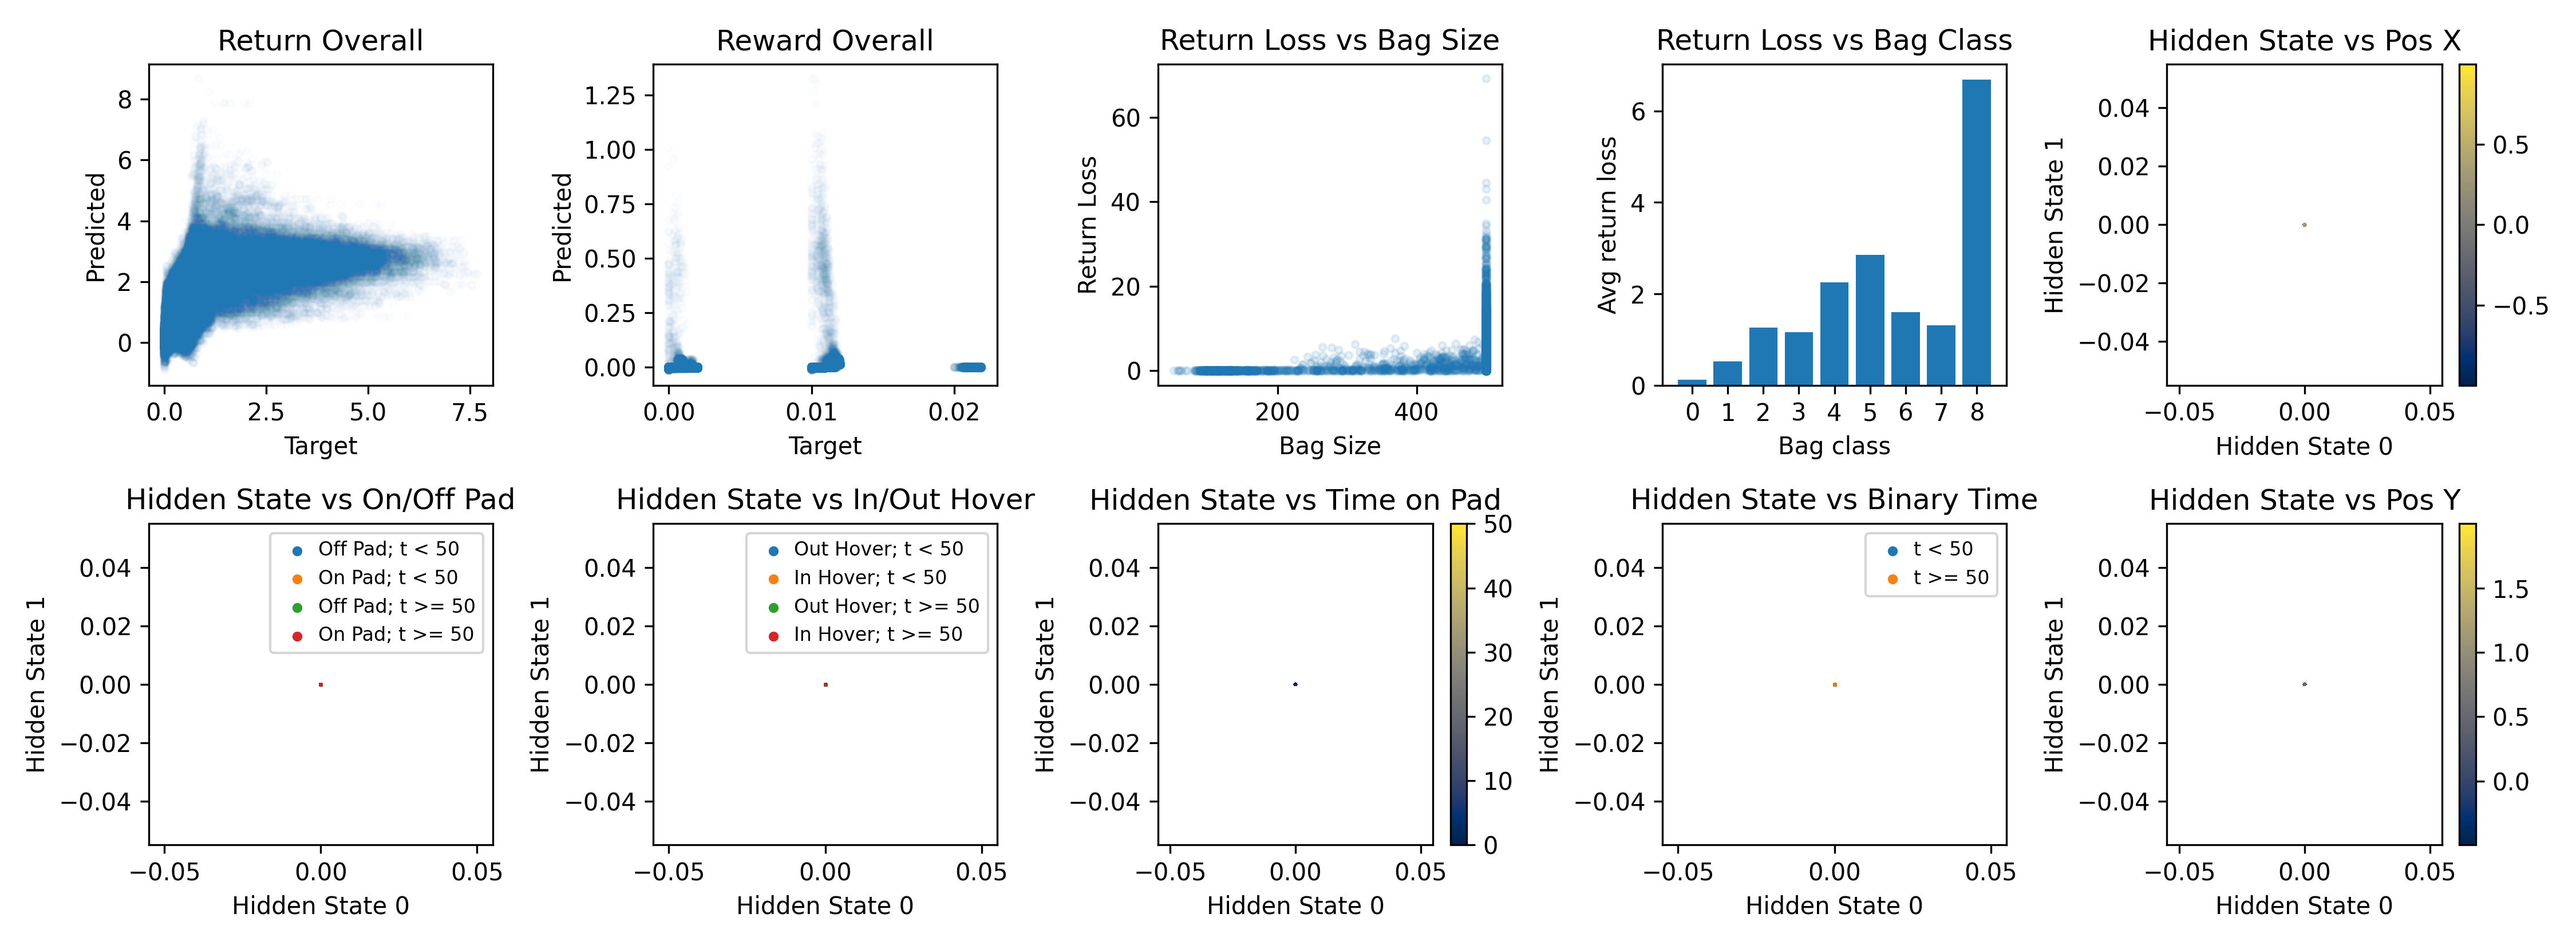 Return Overall
Predicted
8
6
4
2
0
0.0 2.5 5.0 7.5
Target
Reward Overall
Predicted
1.25
1.00
0.75
0.50
0.25
0.00
0.00 0.01 0.02
Target
Return Loss vs Bag Size
Return Loss
60
40
20
0
200 400
Bag Size
Return Loss vs Bag Class
Avg return loss
6
4
2
0
0 1 2 3 4 5 6 7 8
Bag class
Hidden State vs Pos X
Hidden State 1
0.04
0.02
0.00
−0.02
−0.04
−0.05 0.00 0.05
Hidden State 0
0.5
0.0
−0.5
Hidden State vs On/Off Pad
Hidden State 1
0.04
0.02
0.00
−0.02
−0.04
Off Pad; t < 50
On Pad; t < 50
Off Pad; t >= 50
On Pad; t >= 50
−0.05 0.00 0.05
Hidden State 0
Hidden State vs In/Out Hover
Hidden State 1
0.04
0.02
0.00
−0.02
−0.04
Out Hover; t < 50
In Hover; t < 50
Out Hover; t >= 50
In Hover; t >= 50
−0.05 0.00 0.05
Hidden State 0
Hidden State vs Time on Pad
Hidden State 1
0.04
0.02
0.00
−0.02
−0.04
−0.05 0.00 0.05
Hidden State 0
50
40
30
20
10
0
Hidden State vs Binary Time
Hidden State 1
0.04
0.02
0.00
−0.02
−0.04
t < 50
t >= 50
−0.05 0.00 0.05
Hidden State 0
Hidden State vs Pos Y
Hidden State 1
0.04
0.02
0.00
−0.02
−0.04
−0.05 0.00 0.05
Hidden State 0
1.5
1.0
0.5
0.0